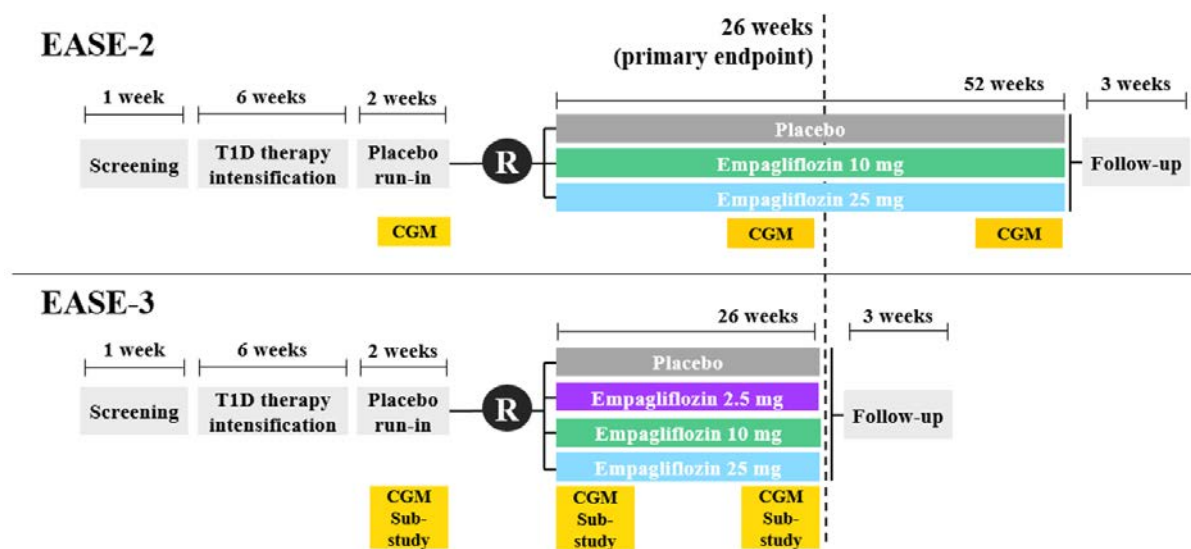 EASE-2
26 weeks
(primary endpoint)
1 week
6 weeks
2 weeks
52 weeks
3 weeks
Screening
T1D therapy
intensification
Placebo
run-in
R
Placebo
Empagliflozin 10 mg
Empagliflozin 25 mg
Follow-up
CGM
CGM
CGM
EASE-3
1 week
6 weeks
2 weeks
26 weeks
3 weeks
Screening
T1D therapy
intensification
Placebo
run-in
R
Placebo
Empagliflozin 2.5 mg
Empagliflozin 10 mg
Empagliflozin 25 mg
Follow-up
CGM
Sub-
study
CGM
Sub-
study
CGM
Sub-
study